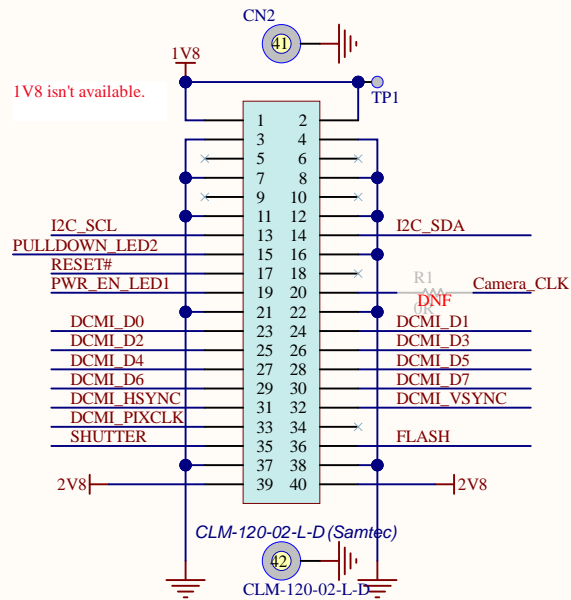 CN2
41
1V8
1V8 isn't available.
TP1
1 2
3 4
5 6
7 8
9 10
11 12
I2C_SCL 13 14 I2C_SDA
PULLDOWN_LED2 15 16
RESET# 17 18 R1
PWR_EN_LED1 19 20 DNF Camera_CLK
21 22 0R
DCMI_D0 23 24 DCMI_D1
DCMI_D2 25 26 DCMI_D3
DCMI_D4 27 28 DCMI_D5
DCMI_D6 29 30 DCMI_D7
DCMI_HSYNC 31 32 DCMI_VSYNC
DCMI_PIXCLK 33 34
SHUTTER 35 36 FLASH
37 38
2V8 39 40 2V8
CLM-120-02-L-D (Samtec)
42
CLM-120-02-L-D